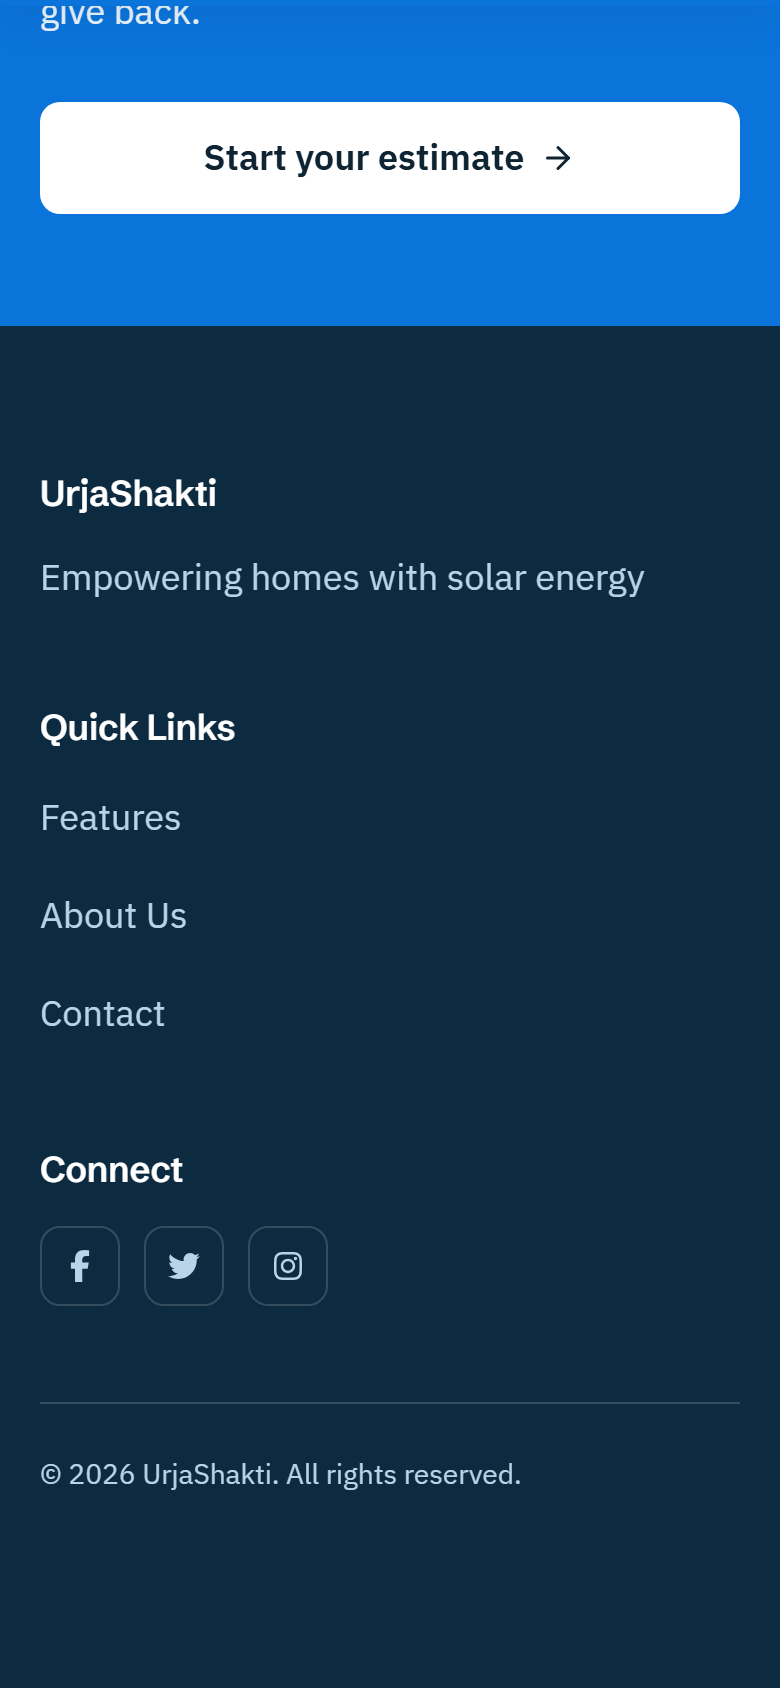 give back.
Start your estimate →
UrjaShakti
Empowering homes with solar energy
Quick Links
Features
About Us
Contact
Connect
© 2026 UrjaShakti. All rights reserved.